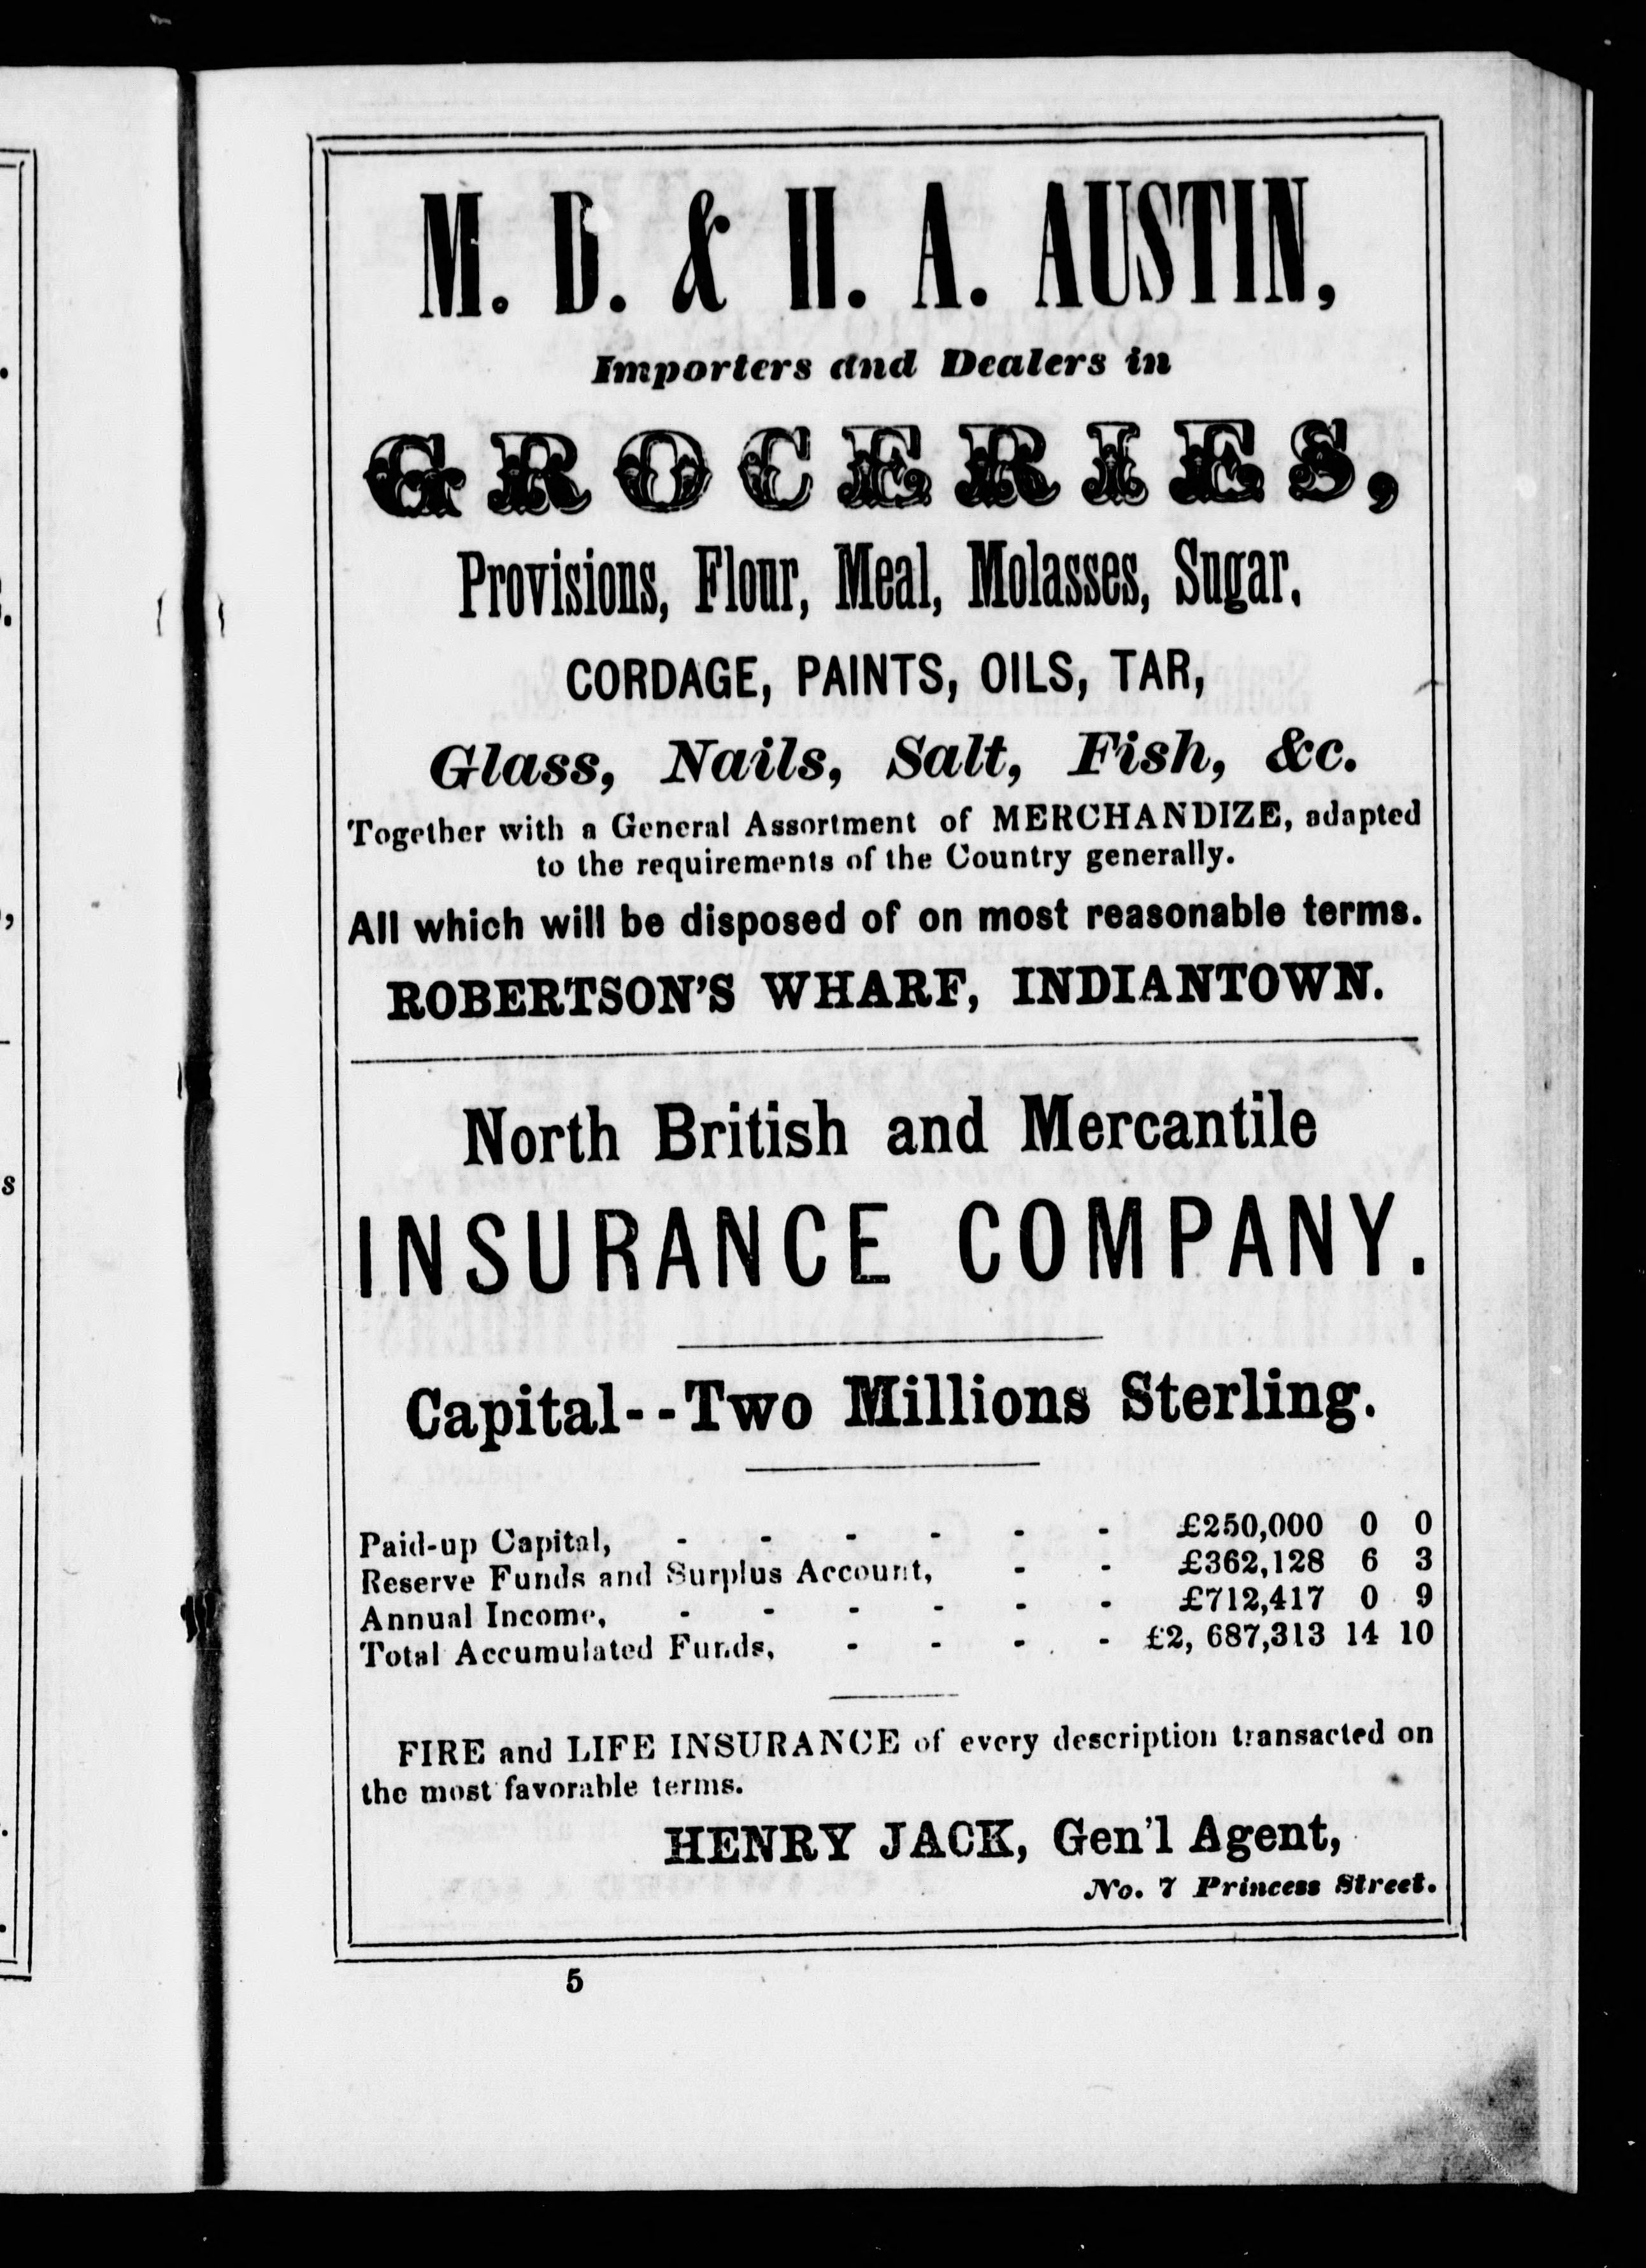 M. D. & H. A. AUSTIN,
Importers and Dealers in
GROCERIES,
Provisions, Flour, Meal, Molasses, Sugar,
CORDAGE, PAINTS, OILS, TAR,
Glass, Nails, Salt, Fish, &c.
Together with a General Assortment of MERCHANDIZE, adapted
to the requirements of the Country generally.
All which will be disposed of on most reasonable terms.
ROBERTSON'S WHARF, INDIANTOWN.
North British and Mercantile
INSURANCE COMPANY.
Capital--Two Millions Sterling.
Paid-up Capital, - - - - - - £250,000 0 0
Reserve Funds and Surplus Account, - - £362,128 6 3
Annual Income, - - - - - - £712,417 0 9
Total Accumulated Funds, - - - - £2,687,313 14 10
FIRE and LIFE INSURANCE of every description transacted on
the most favorable terms.
HENRY JACK, Gen'l Agent,
No. 7 Princess Street.
5